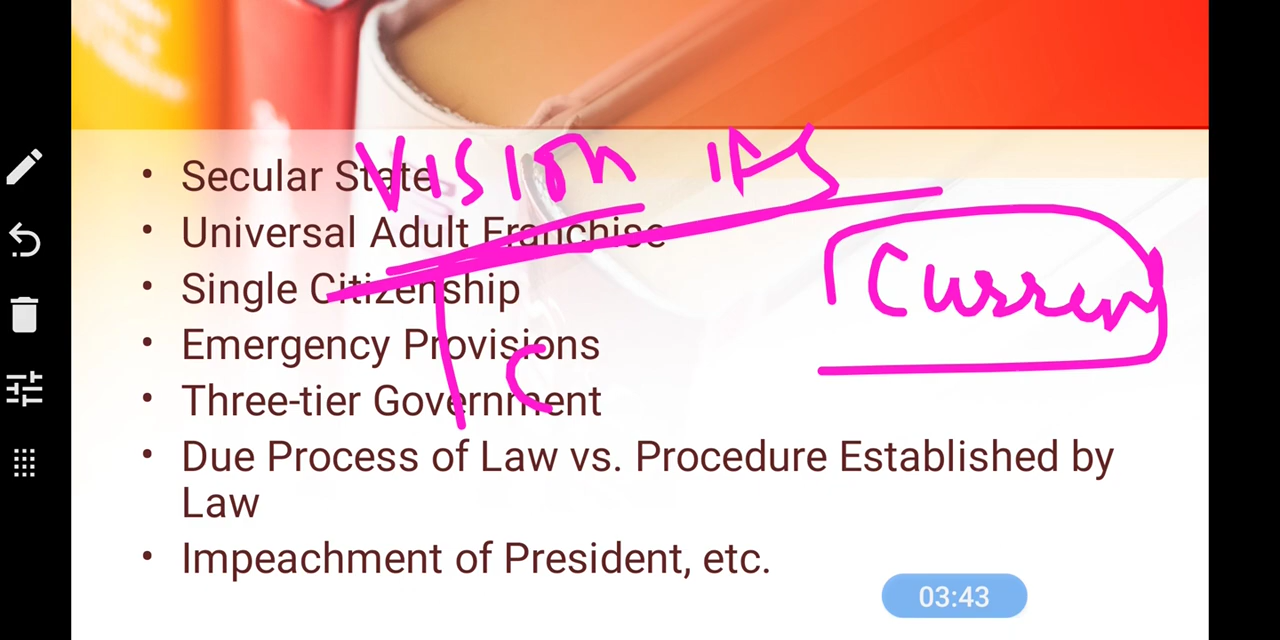 Vision IAS
• Secular State
• Universal Adult Franchise
• Single Citizenship
Curren
• Emergency Provisions
C
• Three-tier Government
• Due Process of Law vs. Procedure Established by
Law
• Impeachment of President, etc.
03:43